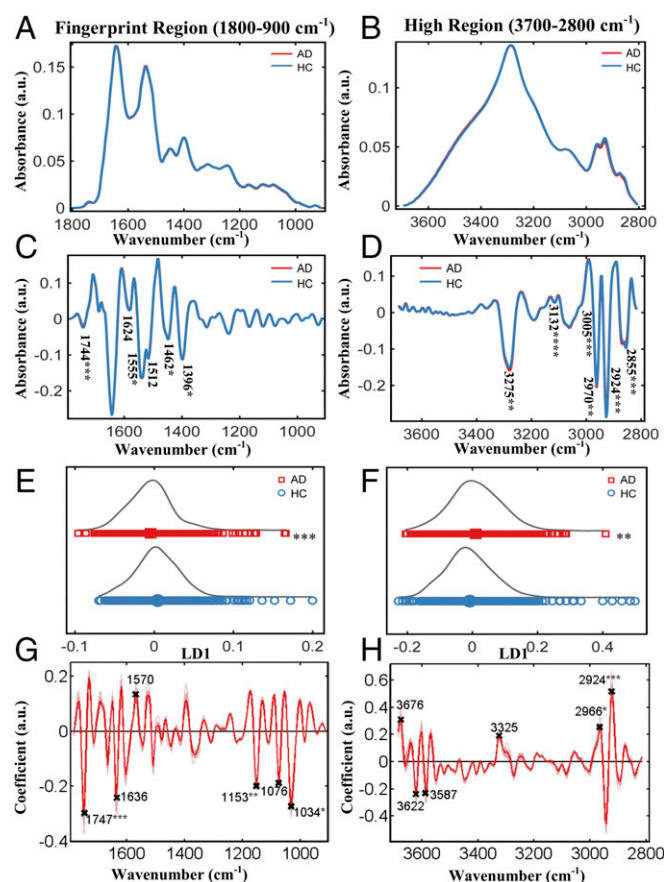 A
Fingerprint Region (1800-900 cm⁻¹)
AD
HC
Absorbance (a.u.)
0.15
0.1
0.05
0
1800 1600 1400 1200 1000
Wavenumber (cm⁻¹)
B
High Region (3700-2800 cm⁻¹)
AD
HC
Absorbance (a.u.)
0.1
0.05
0
3600 3400 3200 3000 2800
Wavenumber (cm⁻¹)
C
AD
HC
Absorbance (a.u.)
0.1
0
-0.1
-0.2
1744***
1624
1555*
1512
1462*
1396*
1600 1400 1200 1000
Wavenumber (cm⁻¹)
D
AD
HC
Absorbance (a.u.)
0.1
0
-0.1
-0.2
3275**
3132****
3005***
2970**
2924***
2855***
3600 3400 3200 3000 2800
Wavenumber (cm⁻¹)
E
AD
HC
***
-0.1 0 0.1 0.2
LD1
F
AD
HC
**
-0.2 0 0.2 0.4
LD1
G
Coefficient (a.u.)
0.2
0
-0.2
-0.4
1570
1747***
1636
1153**
1076
1034*
1600 1400 1200 1000
Wavenumber (cm⁻¹)
H
Coefficient (a.u.)
0.6
0.4
0.2
0
-0.2
-0.4
3676
3622
3587
3325
2966*
2924***
3600 3400 3200 3000 2800
Wavenumber (cm⁻¹)